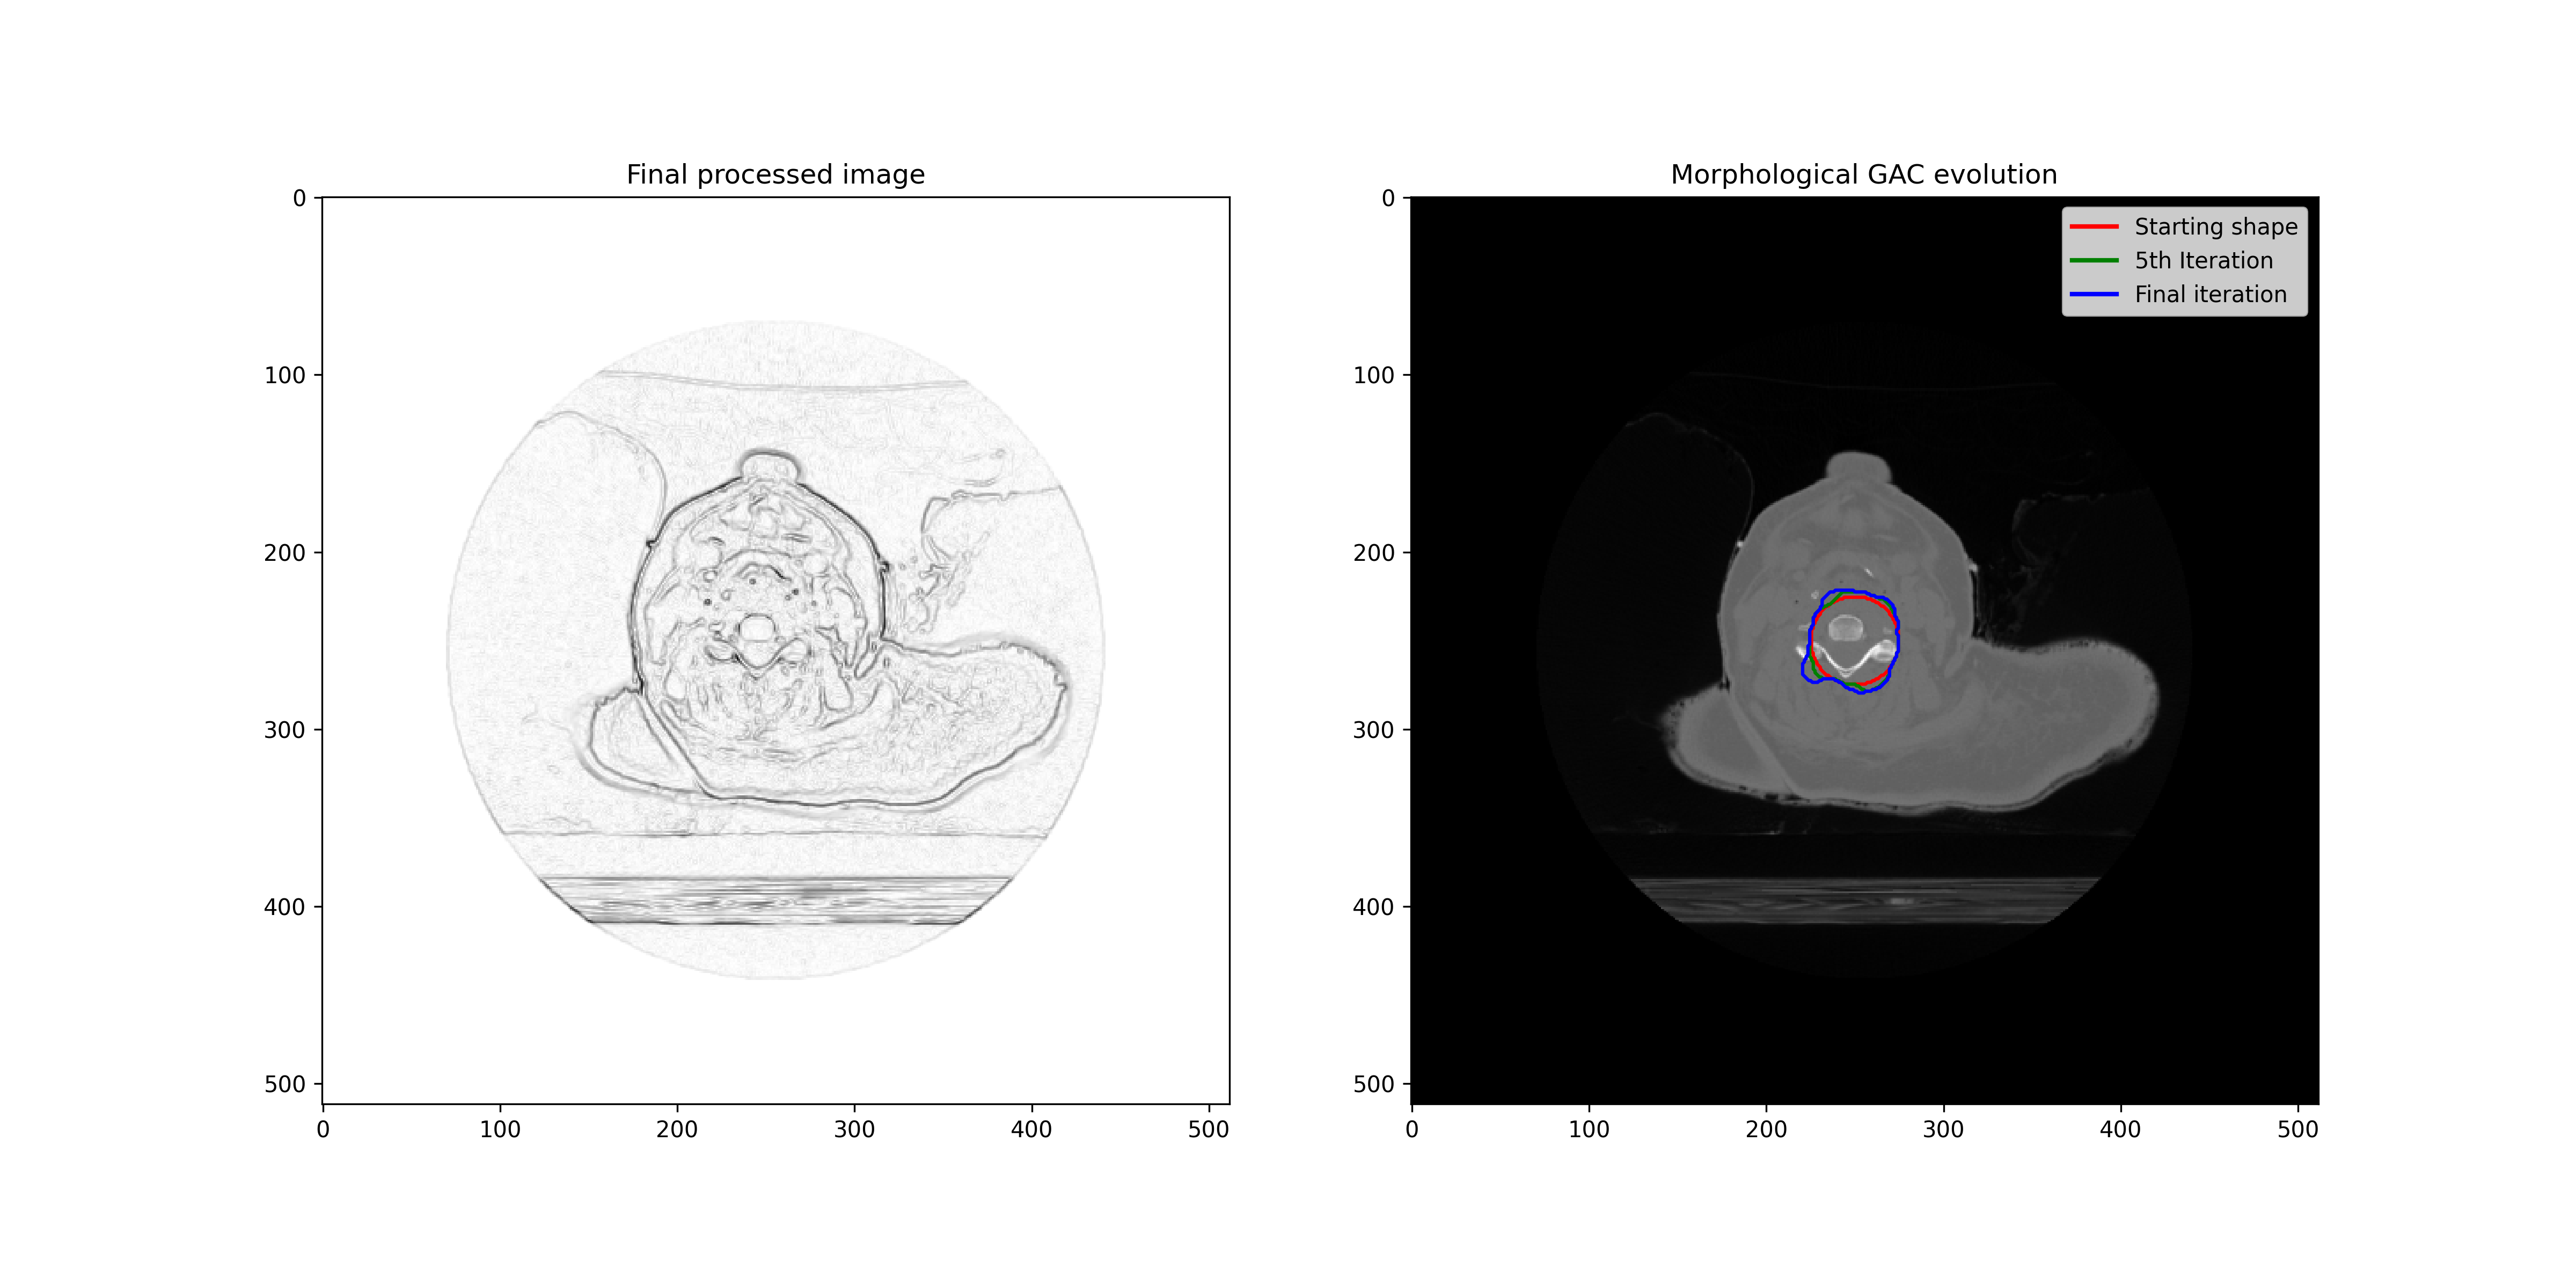 Final processed image
0
100
200
300
400
500
0 100 200 300 400 500
Morphological GAC evolution
Starting shape
5th Iteration
Final iteration
0
100
200
300
400
500
0 100 200 300 400 500